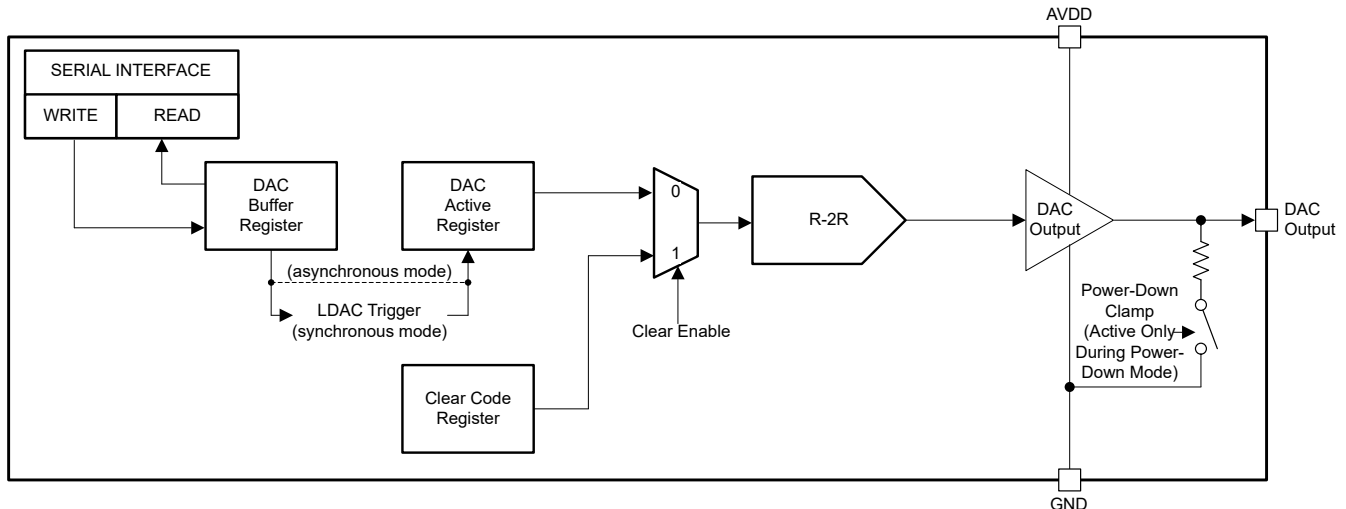 AVDD
SERIAL INTERFACE
WRITE
READ
DAC
Buffer
Register
DAC
Active
Register
(asynchronous mode)
LDAC Trigger
(synchronous mode)
0
1
Clear Enable
Clear Code
Register
R-2R
DAC
Output
DAC
Output
Power-Down
Clamp
(Active Only
During Power-
Down Mode)
GND